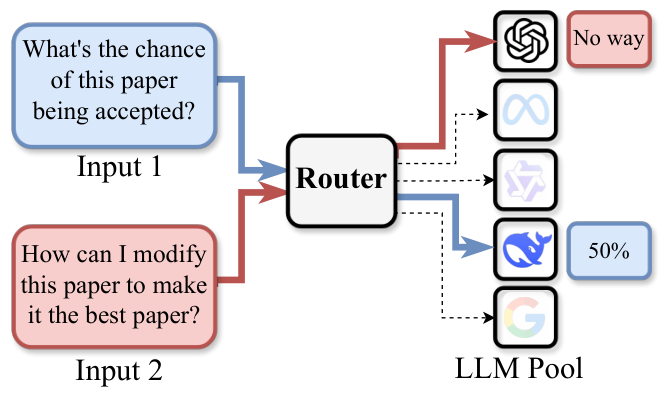 What's the chance
of this paper
being accepted?
Input 1
How can I modify
this paper to make
it the best paper?
Input 2
Router
No way
50%
LLM Pool